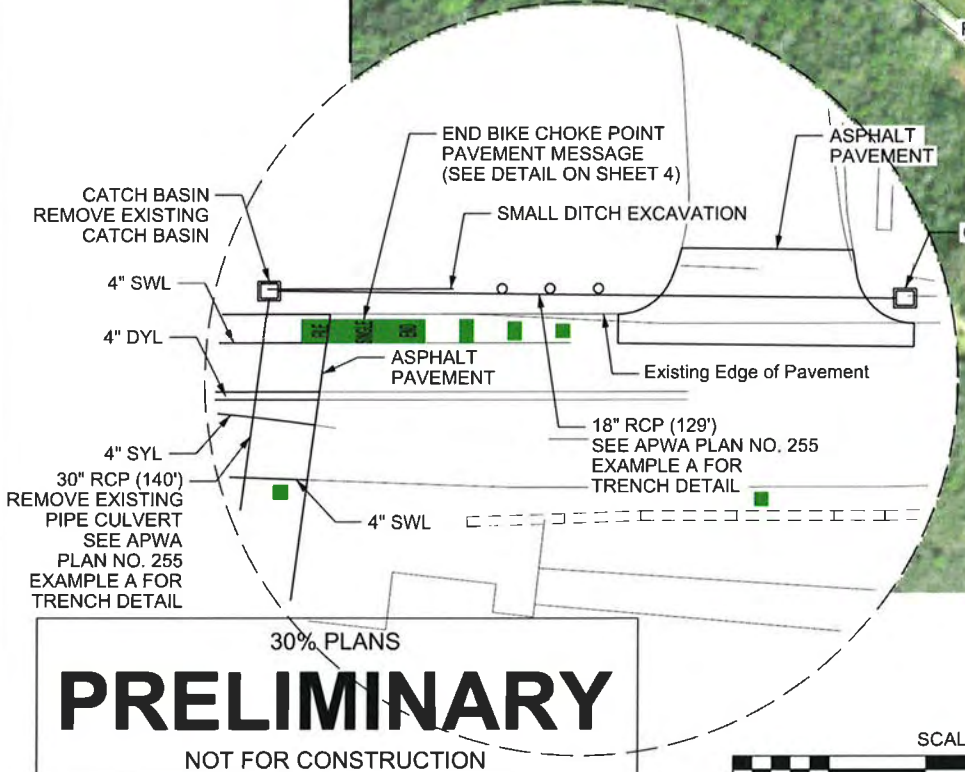 END BIKE CHOKE POINT
PAVEMENT MESSAGE
(SEE DETAIL ON SHEET 4)
ASPHALT
PAVEMENT
CATCH BASIN
REMOVE EXISTING
CATCH BASIN
SMALL DITCH EXCAVATION
4" SWL
4" DYL
FILE
SINGLE
END
ASPHALT
PAVEMENT
Existing Edge of Pavement
4" SYL
18" RCP (129')
SEE APWA PLAN NO. 255
EXAMPLE A FOR
TRENCH DETAIL
30" RCP (140')
REMOVE EXISTING
PIPE CULVERT
SEE APWA
PLAN NO. 255
EXAMPLE A FOR
TRENCH DETAIL
4" SWL
30% PLANS
PRELIMINARY
NOT FOR CONSTRUCTION
SCAL